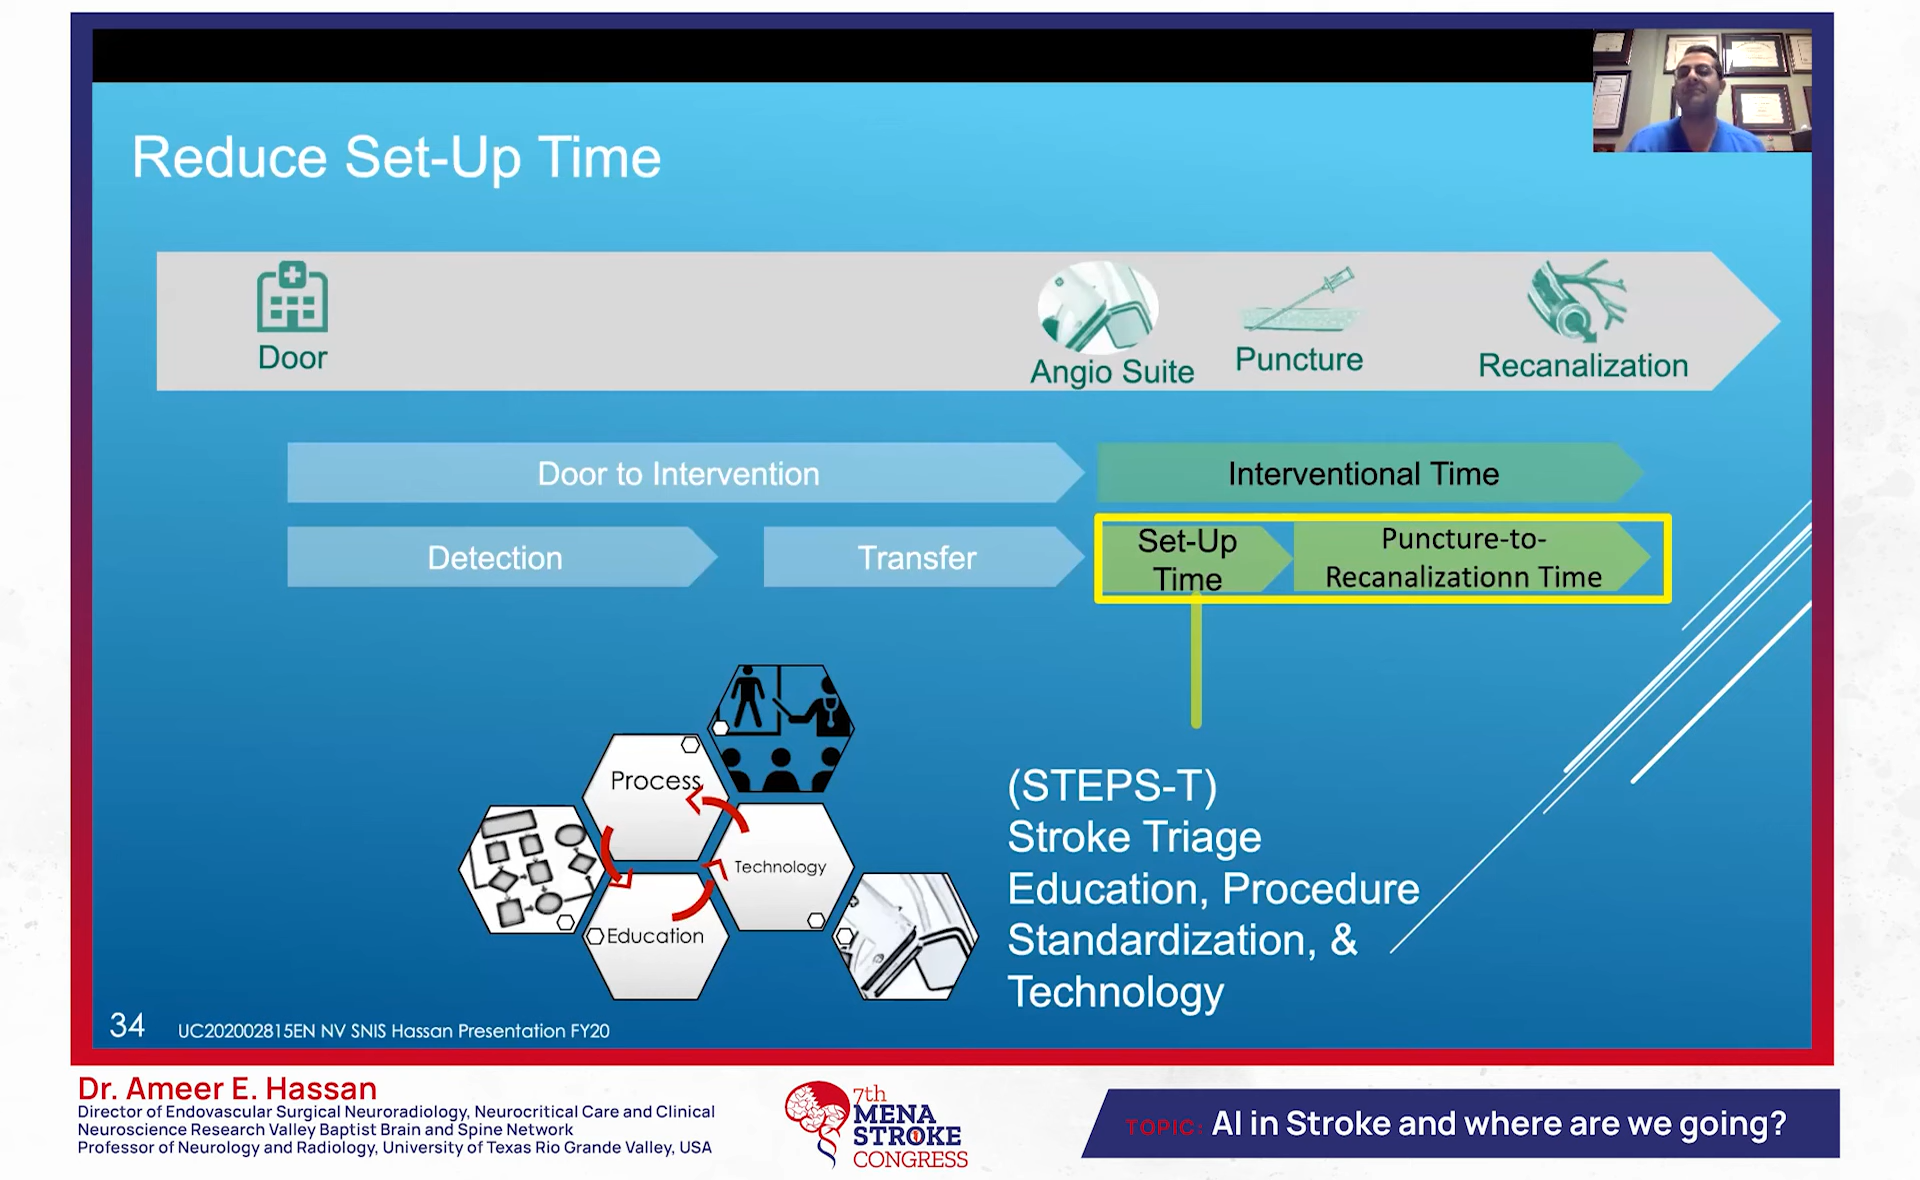 Reduce Set-Up Time
Door
Angio Suite
Puncture
Recanalization
Door to Intervention
Interventional Time
Detection
Transfer
Set-Up
Time
Puncture-to-
Recanalizationn Time
Process
Technology
Education
(STEPS-T)
Stroke Triage
Education, Procedure
Standardization, &
Technology
34
UC202002815EN NV SNIS Hassan Presentation FY20
Dr. Ameer E. Hassan
Director of Endovascular Surgical Neuroradiology, Neurocritical Care and Clinical
Neuroscience Research Valley Baptist Brain and Spine Network
Professor of Neurology and Radiology, University of Texas Rio Grande Valley, USA
7th
MENA
STROKE
CONGRESS
TOPIC: AI in Stroke and where are we going?